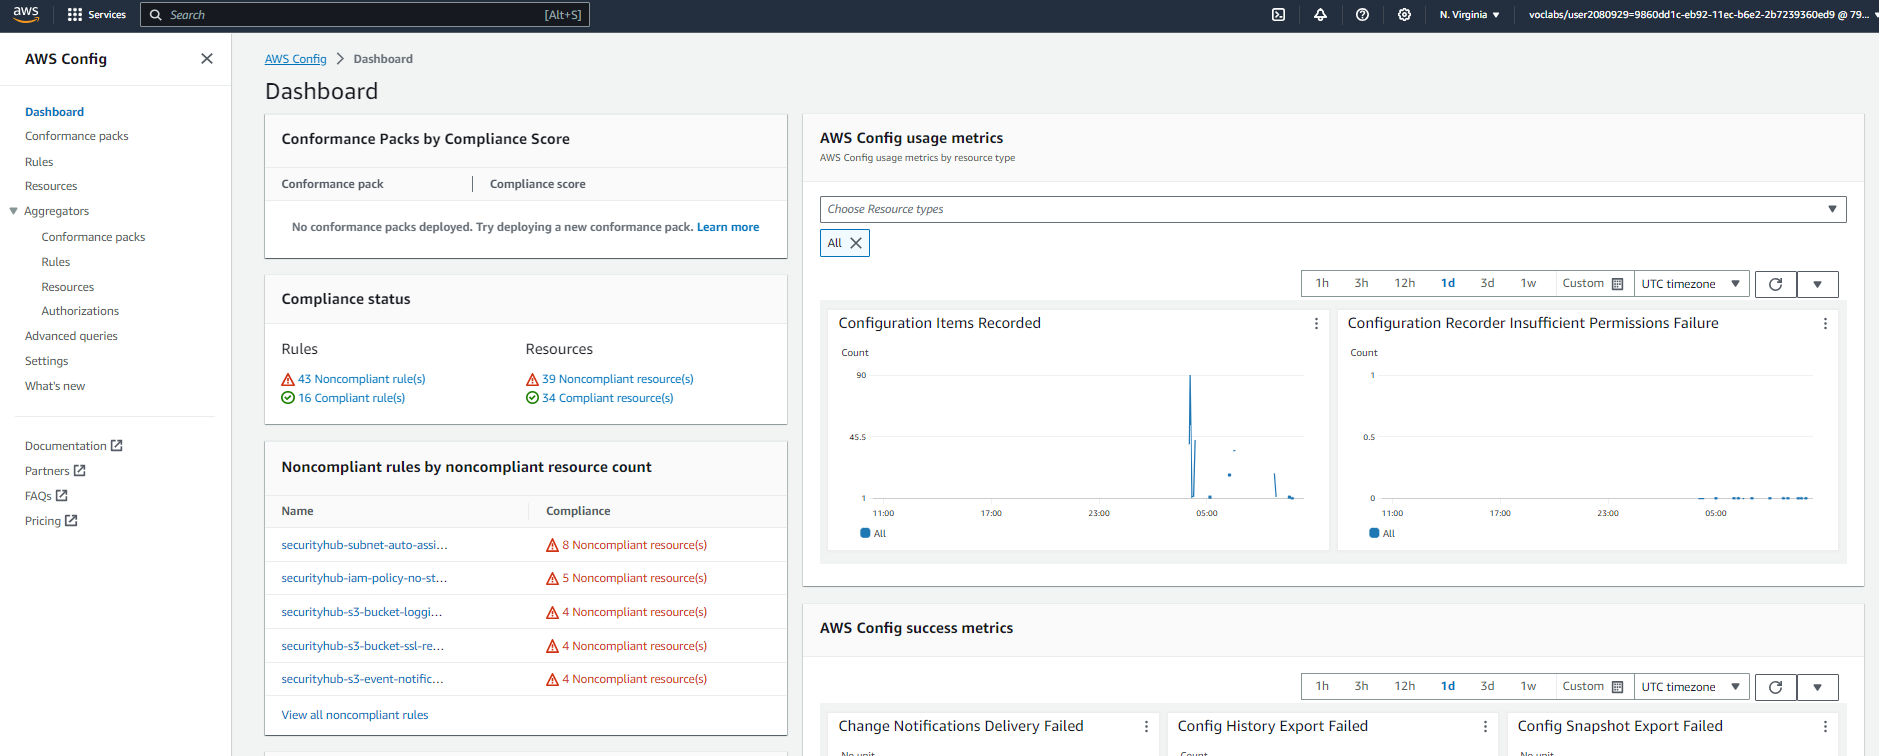 aws
Services
Search
[Alt+S]
N. Virginia
voclabs/user2080929=9860dd1c-eb92-11ec-b6e2-2b7239360ed9 @ 79...
AWS Config
Dashboard
Conformance packs
Rules
Resources
Aggregators
Conformance packs
Rules
Resources
Authorizations
Advanced queries
Settings
What's new
Documentation
Partners
FAQs
Pricing
AWS Config
Dashboard
Dashboard
Conformance Packs by Compliance Score
Conformance pack
Compliance score
No conformance packs deployed. Try deploying a new conformance pack. Learn more
Compliance status
Rules
43 Noncompliant rule(s)
16 Compliant rule(s)
Resources
39 Noncompliant resource(s)
34 Compliant resource(s)
Noncompliant rules by noncompliant resource count
Name
Compliance
securityhub-subnet-auto-assi...
8 Noncompliant resource(s)
securityhub-iam-policy-no-st...
5 Noncompliant resource(s)
securityhub-s3-bucket-loggi...
4 Noncompliant resource(s)
securityhub-s3-bucket-ssl-re...
4 Noncompliant resource(s)
securityhub-s3-event-notific...
4 Noncompliant resource(s)
View all noncompliant rules
AWS Config usage metrics
AWS Config usage metrics by resource type
Choose Resource types
All
1h 3h 12h 1d 3d 1w Custom UTC timezone
Configuration Items Recorded
Count
90
45.5
1
11:00 17:00 23:00 05:00
All
Configuration Recorder Insufficient Permissions Failure
Count
1
0.5
0
11:00 17:00 23:00 05:00
All
AWS Config success metrics
1h 3h 12h 1d 3d 1w Custom UTC timezone
Change Notifications Delivery Failed
No unit
Config History Export Failed
Count
Config Snapshot Export Failed
No unit